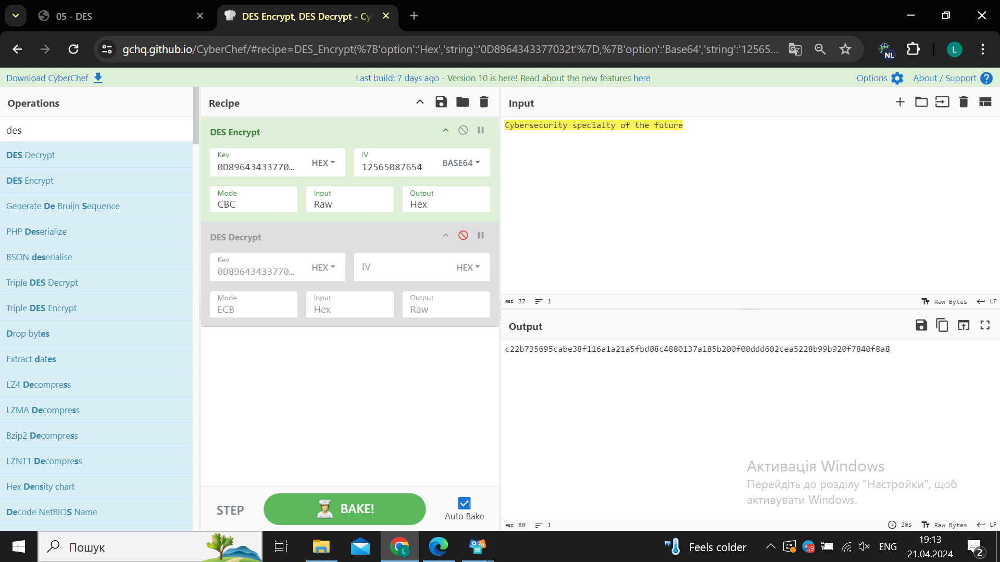 05 - DES
DES Encrypt, DES Decrypt - Cy
gchq.github.io/CyberChef/#recipe=DES_Encrypt(%7B'option':'Hex','string':'0D8964343377032t'%7D,%7B'option':'Base64','string':'12565...
NL
L
Download CyberChef
Last build: 7 days ago - Version 10 is here! Read about the new features here
Options
About / Support
Operations
des
DES Decrypt
DES Encrypt
Generate De Bruijn Sequence
PHP Deserialize
BSON deserialise
Triple DES Decrypt
Triple DES Encrypt
Drop bytes
Extract dates
LZ4 Decompress
LZMA Decompress
Bzip2 Decompress
LZNT1 Decompress
Hex Density chart
Decode NetBIOS Name
Recipe
DES Encrypt
Key
0D89643433770...
HEX
IV
12565087654
BASE64
Mode
CBC
Input
Raw
Output
Hex
DES Decrypt
Key
0D89643433770...
HEX
IV
HEX
Mode
ECB
Input
Hex
Output
Raw
STEP
BAKE!
Auto Bake
Input
Cybersecurity specialty of the future
ABC 37
1
Raw Bytes
LF
Output
c22b735695cabe38f116a1a21a5fbd08c4880137a185b200f00ddd602cea5228b99b920f7840f8a8
Активація Windows
Перейдіть до розділу "Настройки", щоб
активувати Windows.
ABC 80
1
2ms
Raw Bytes
LF
Пошук
L
Feels colder
..9
ENG
19:13
21.04.2024
2